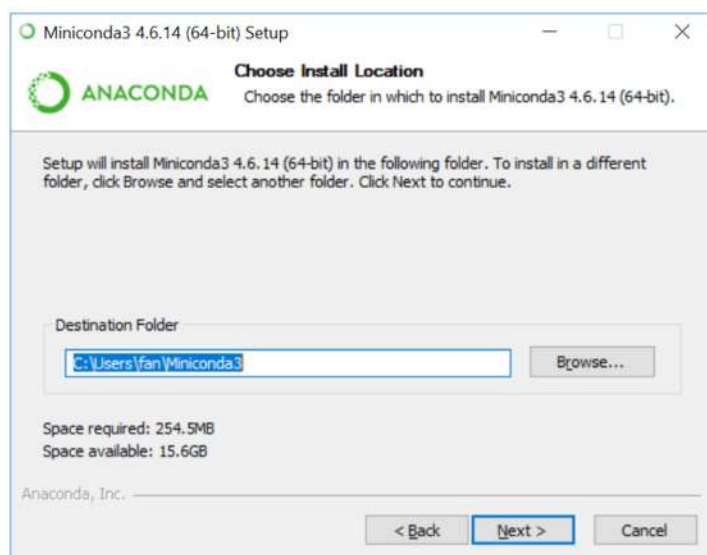 Miniconda3 4.6.14 (64-bit) Setup
ANACONDA
Choose Install Location
Choose the folder in which to install Miniconda3 4.6.14 (64-bit).
Setup will install Miniconda3 4.6.14 (64-bit) in the following folder. To install in a different
folder, click Browse and select another folder. Click Next to continue.
Destination Folder
C:\Users\fan\Miniconda3
Browse...
Space required: 254.5MB
Space available: 15.6GB
Anaconda, Inc.
< Back
Next >
Cancel